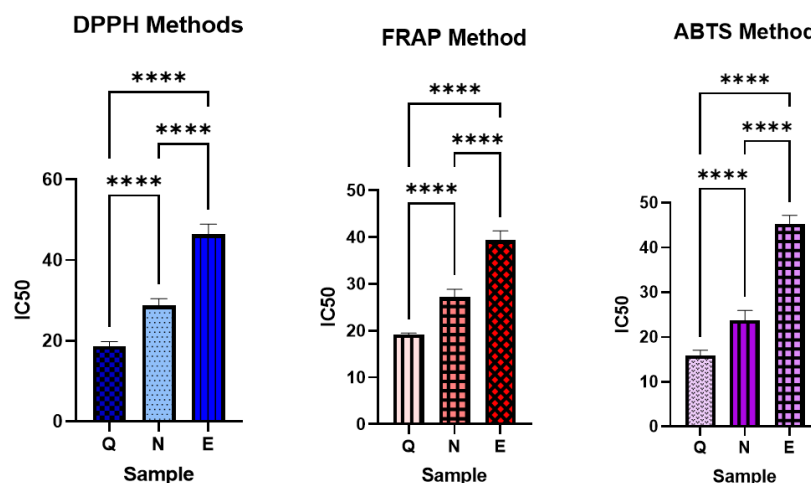 DPPH Methods
****
****
****
60
40
20
0
IC50
Q N E
Sample
FRAP Method
****
****
****
50
40
30
20
10
0
IC50
Q N E
Sample
ABTS Method
****
****
****
50
40
30
20
10
0
IC50
Q N E
Sample